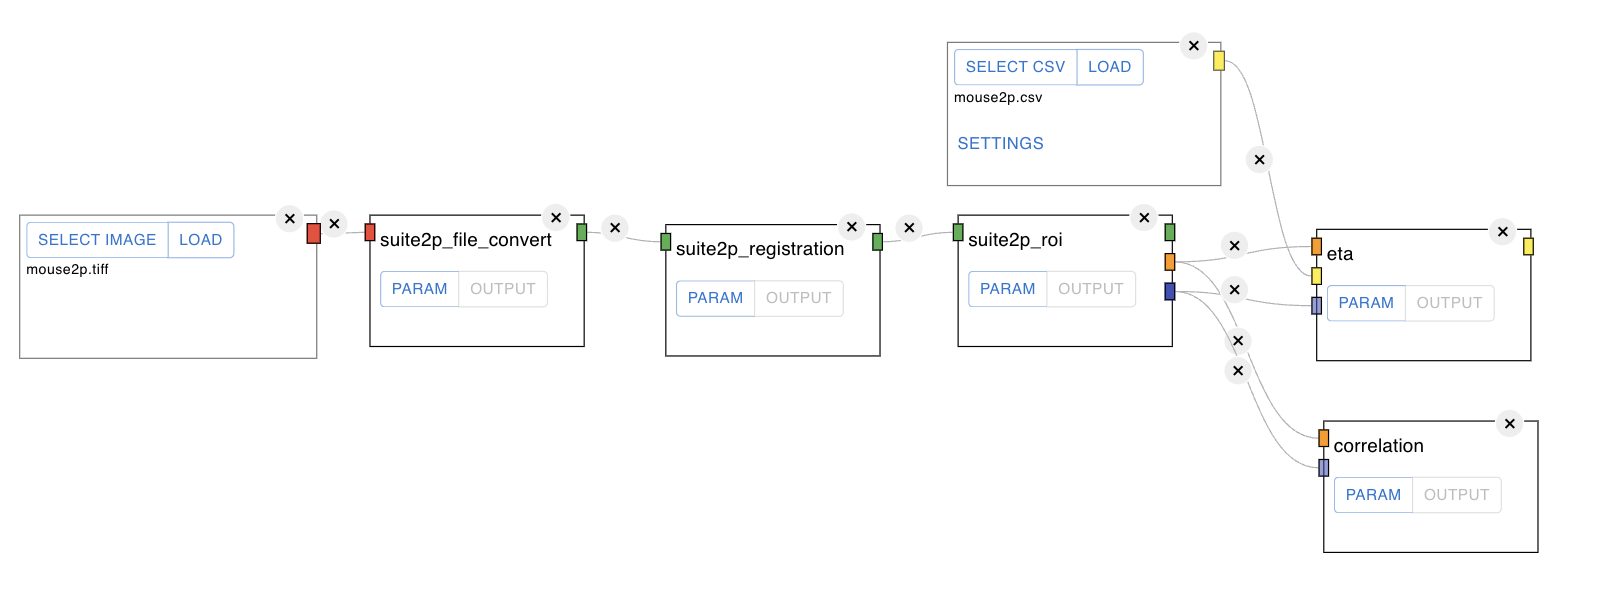 SELECT CSV LOAD
mouse2p.csv
SETTINGS
SELECT IMAGE LOAD
mouse2p.tiff
suite2p_file_convert
PARAM OUTPUT
suite2p_registration
PARAM OUTPUT
suite2p_roi
PARAM OUTPUT
eta
PARAM OUTPUT
correlation
PARAM OUTPUT